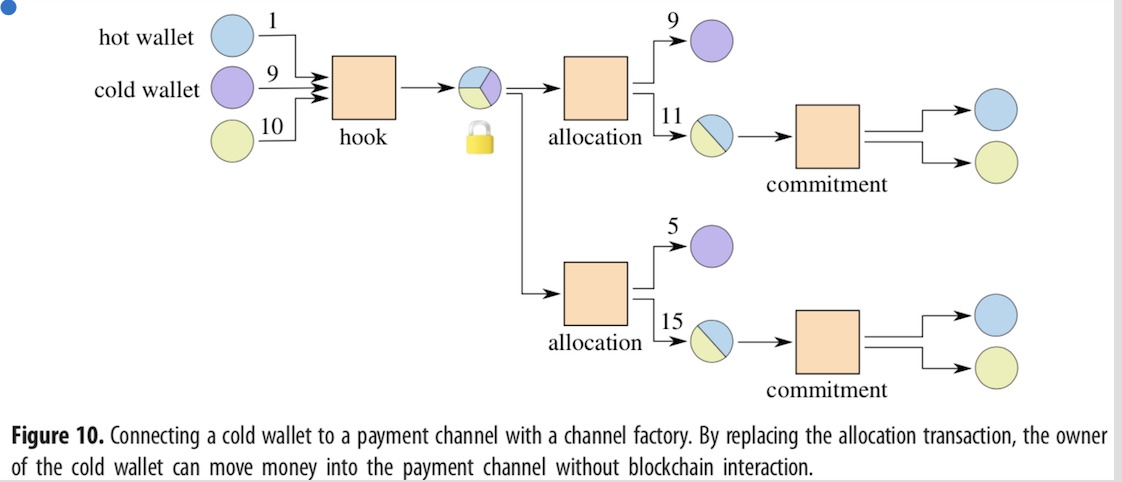 1
hot wallet
9
cold wallet
10
hook
9
allocation
11
commitment
5
15
allocation
commitment
Figure 10. Connecting a cold wallet to a payment channel with a channel factory. By replacing the allocation transaction, the owner
of the cold wallet can move money into the payment channel without blockchain interaction.